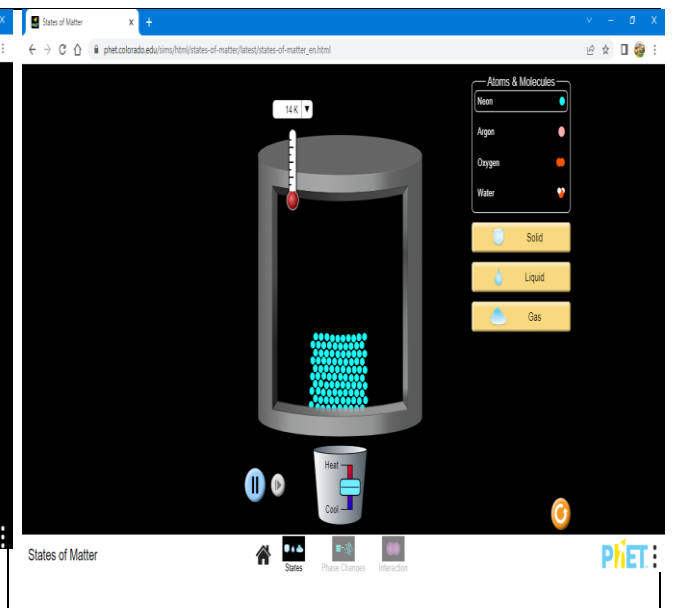 States of Matter
phet.colorado.edu/sims/html/states-of-matter/latest/states-of-matter_en.html
14 K
Atoms & Molecules
Neon
Argon
Oxygen
Water
Solid
Liquid
Gas
Heat
Cool
States of Matter
States
Phase Changes
Interaction
PhET